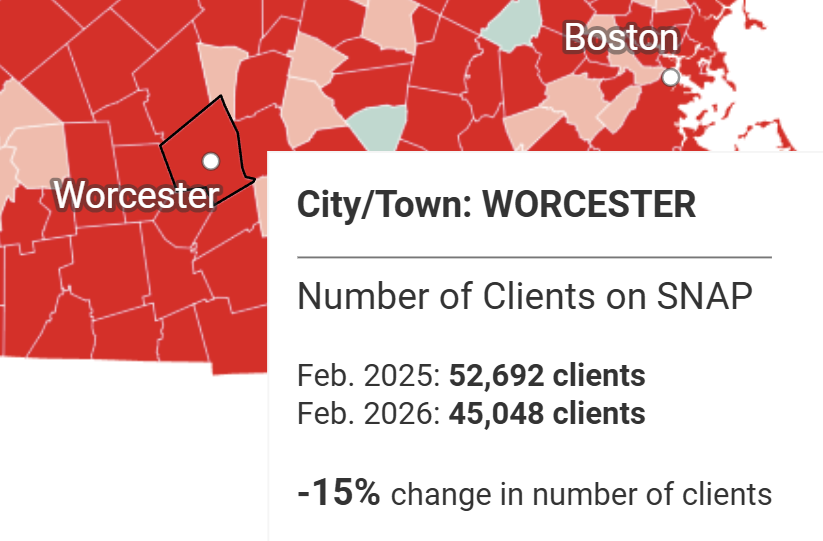 Boston
Worcester
City/Town: WORCESTER
Number of Clients on SNAP
Feb. 2025: 52,692 clients
Feb. 2026: 45,048 clients
-15% change in number of clients